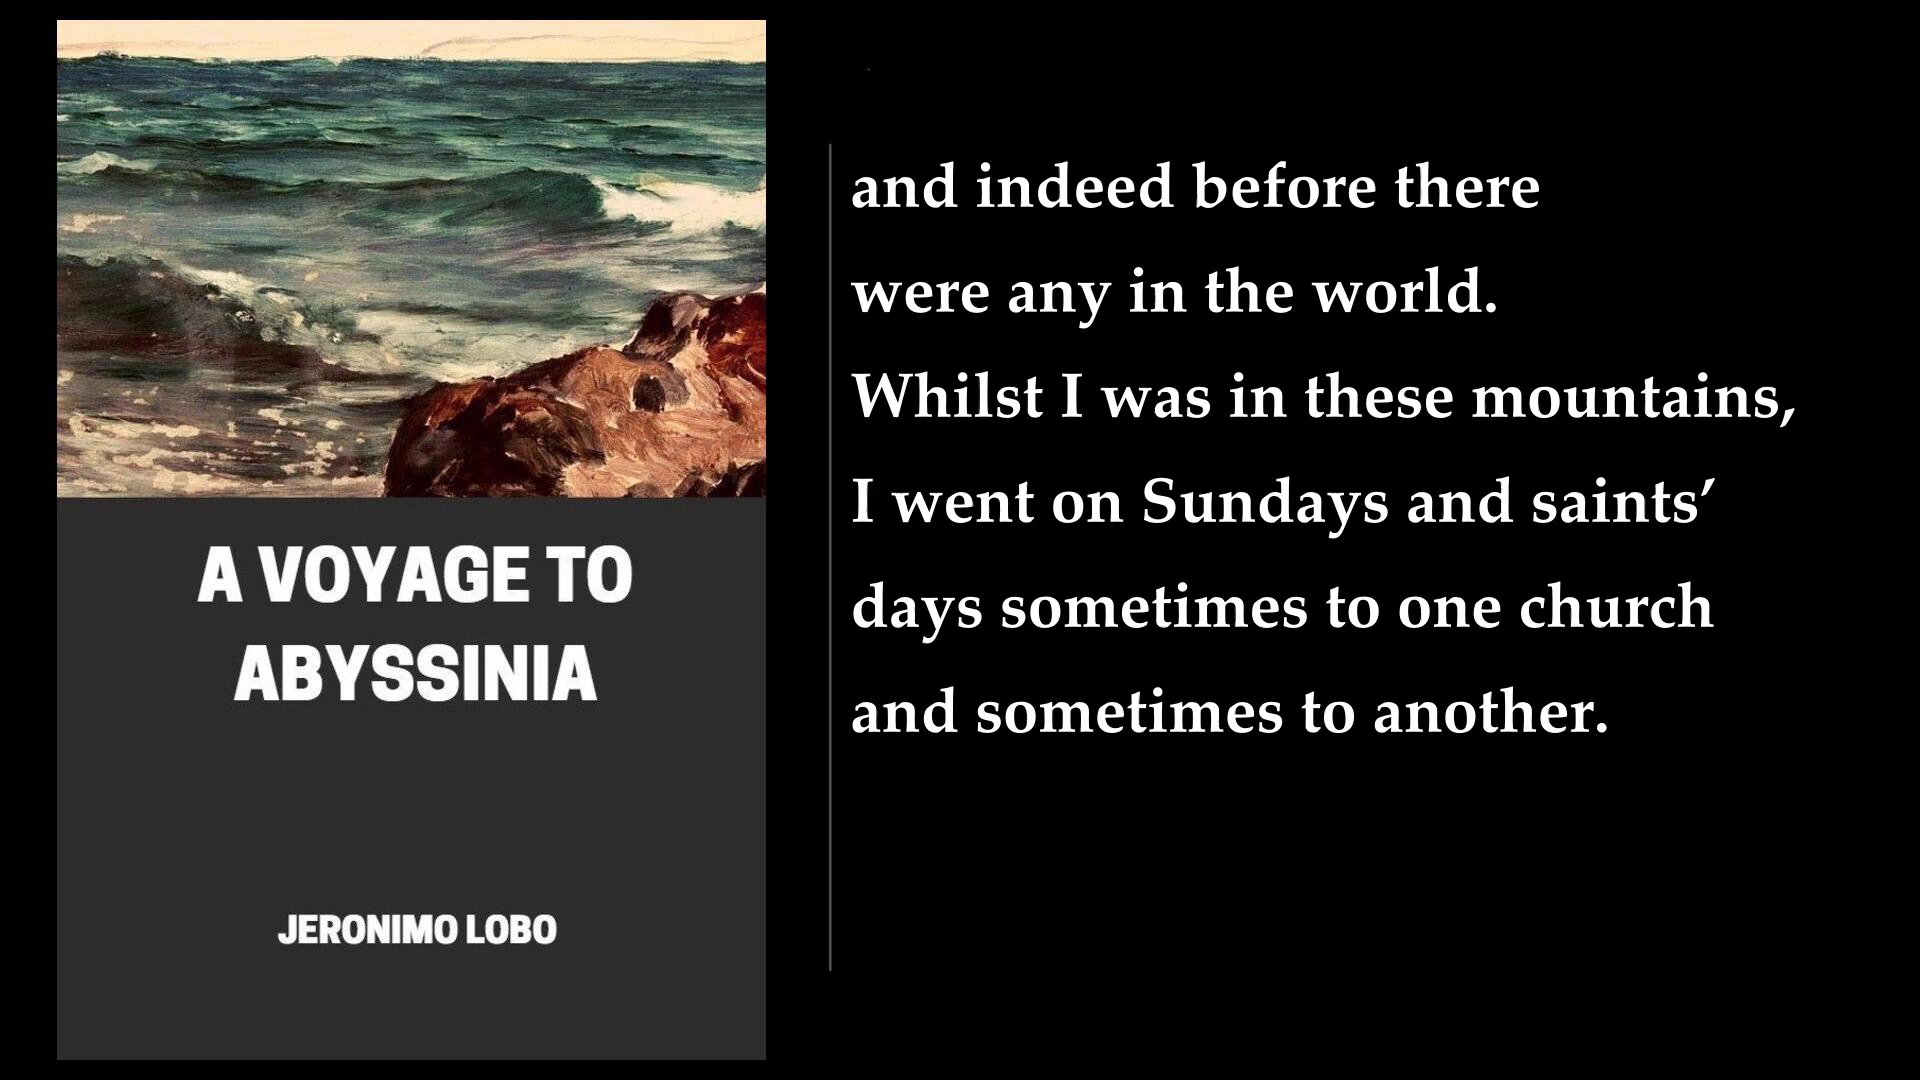 A VOYAGE TO
ABYSSINIA
JERONIMO LOBO
and indeed before there
were any in the world.
Whilst I was in these mountains,
I went on Sundays and saints’
days sometimes to one church
and sometimes to another.